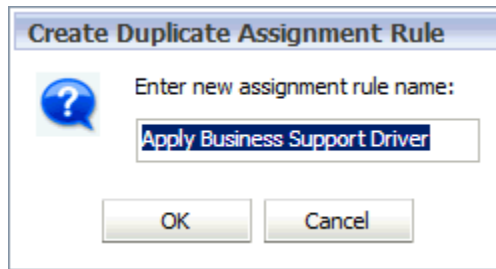 Create Duplicate Assignment Rule
Enter new assignment rule name:
Apply Business Support Driver
OK
Cancel